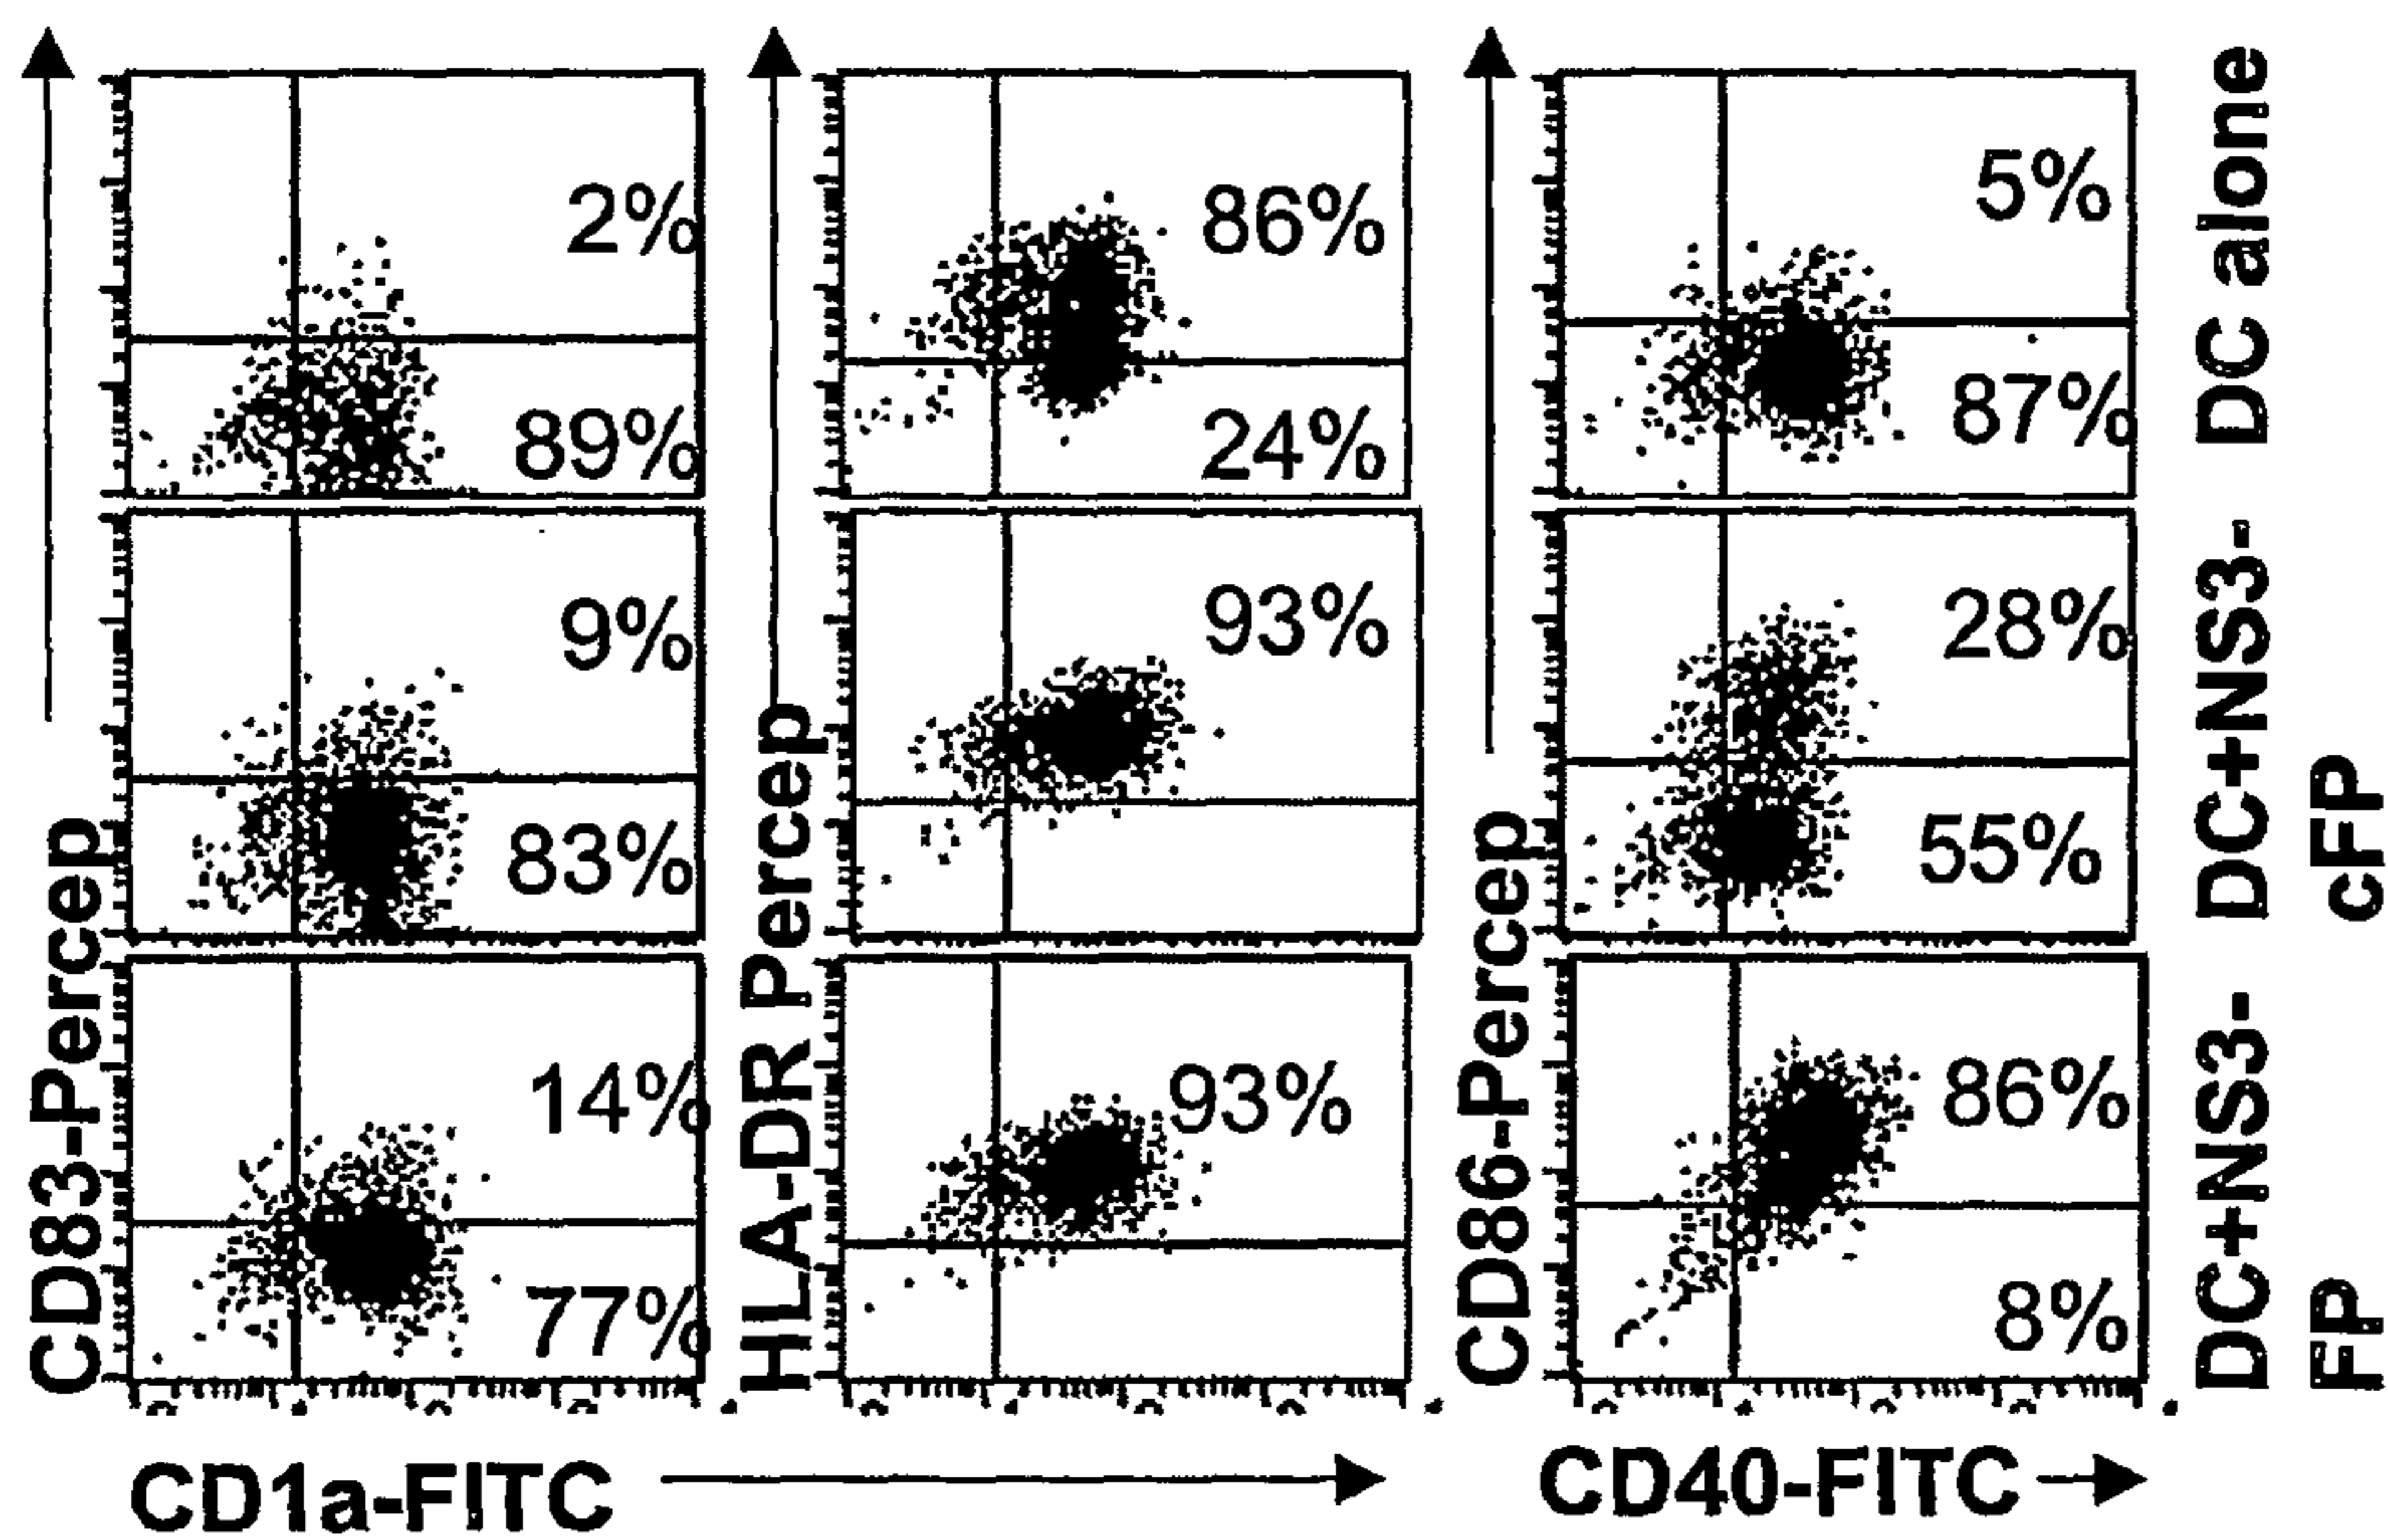 2%
86%
5%
DC alone
89%
24%
87%
9%
93%
28%
DC+NS3-
cFP
83%
55%
14%
93%
86%
DC+NS3-
FP
77%
8%
CD83-Percep
HLA-DR Percep
CD86-Percep
CD1a-FITC
CD40-FITC